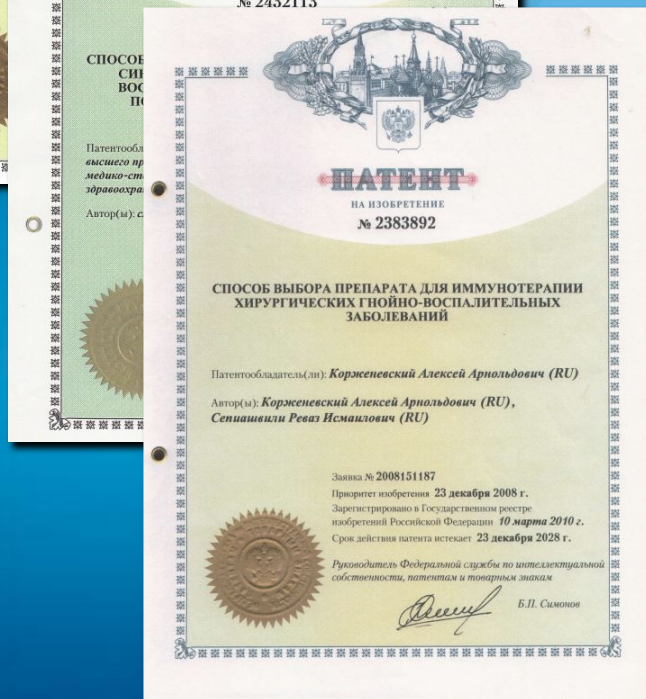 № 2432113
СПОСОБ
ВОС
Патентообл
высшего пр
медико-ст
здравоохра
Автор(ы):
ПАТЕНТ
НА ИЗОБРЕТЕНИЕ
№ 2383892
СПОСОБ ВЫБОРА ПРЕПАРАТА ДЛЯ ИММУНОТЕРАПИИ
ХИРУРГИЧЕСКИХ ГНОЙНО-ВОСПАЛИТЕЛЬНЫХ
ЗАБОЛЕВАНИЙ
Патентообладатель(ли): Корженевский Алексей Арнольдович (RU)
Автор(ы): Корженевский Алексей Арнольдович (RU),
Сепиашвили Реваз Исмаилович (RU)
Заявка № 2008151187
Приоритет изобретения 23 декабря 2008 г.
Зарегистрировано в Государственном реестре
изобретений Российской Федерации 10 марта 2010 г.
Срок действия патента истекает 23 декабря 2028 г.
Руководитель Федеральной службы по интеллектуальной
собственности, патентам и товарным знакам
Б.П. Симонов